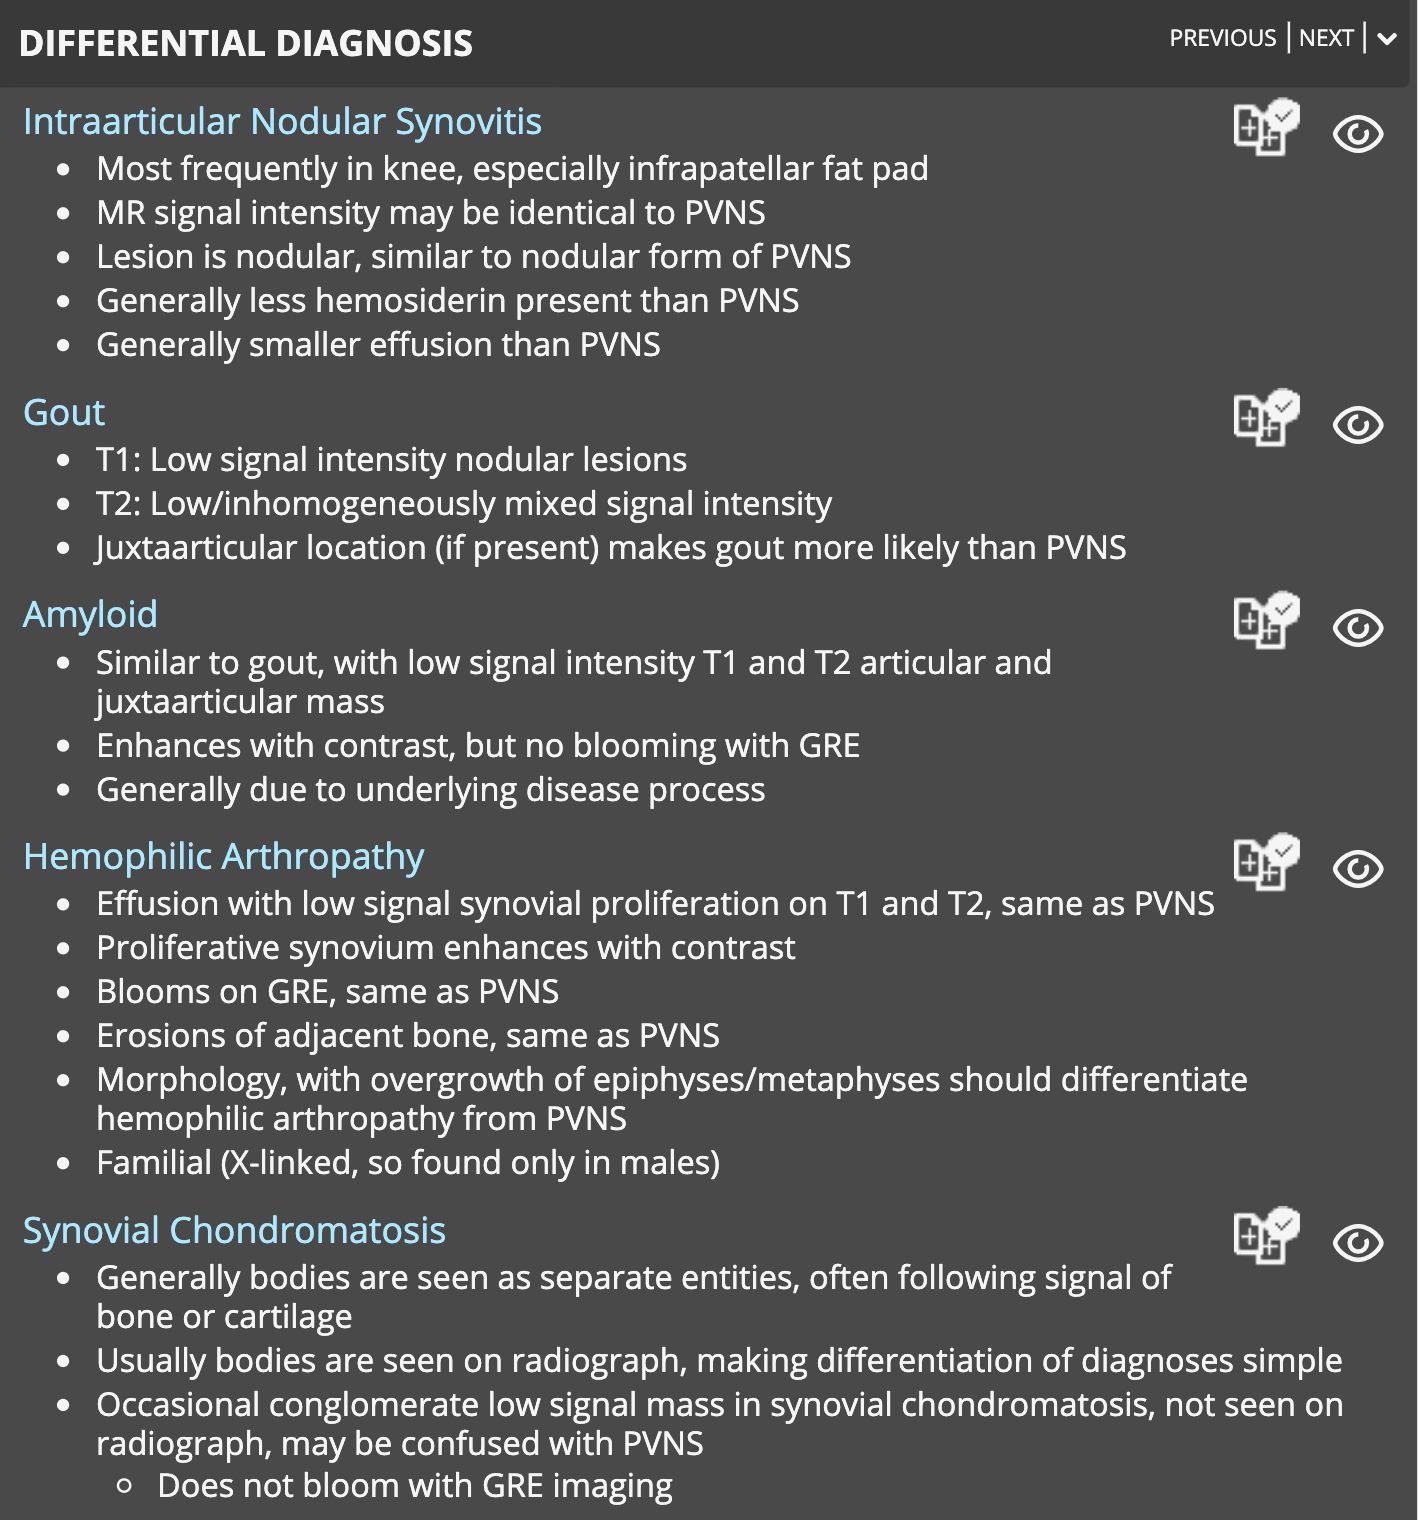 DIFFERENTIAL DIAGNOSIS
PREVIOUS | NEXT |
Intraarticular Nodular Synovitis
• Most frequently in knee, especially infrapatellar fat pad
• MR signal intensity may be identical to PVNS
• Lesion is nodular, similar to nodular form of PVNS
• Generally less hemosiderin present than PVNS
• Generally smaller effusion than PVNS
Gout
• T1: Low signal intensity nodular lesions
• T2: Low/inhomogeneously mixed signal intensity
• Juxtaarticular location (if present) makes gout more likely than PVNS
Amyloid
• Similar to gout, with low signal intensity T1 and T2 articular and
juxtaarticular mass
• Enhances with contrast, but no blooming with GRE
• Generally due to underlying disease process
Hemophilic Arthropathy
• Effusion with low signal synovial proliferation on T1 and T2, same as PVNS
• Proliferative synovium enhances with contrast
• Blooms on GRE, same as PVNS
• Erosions of adjacent bone, same as PVNS
• Morphology, with overgrowth of epiphyses/metaphyses should differentiate
hemophilic arthropathy from PVNS
• Familial (X-linked, so found only in males)
Synovial Chondromatosis
• Generally bodies are seen as separate entities, often following signal of
bone or cartilage
• Usually bodies are seen on radiograph, making differentiation of diagnoses simple
• Occasional conglomerate low signal mass in synovial chondromatosis, not seen on
radiograph, may be confused with PVNS
○ Does not bloom with GRE imaging